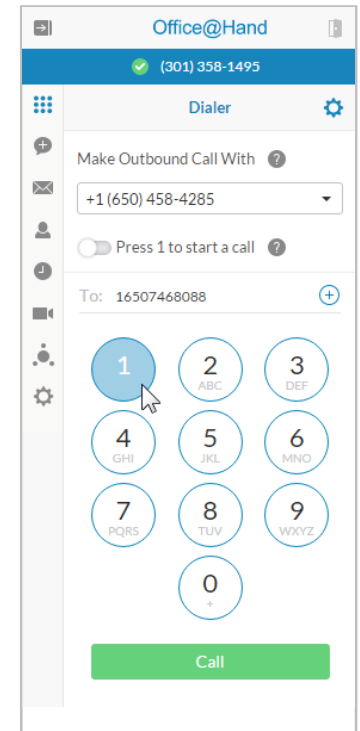 Office@Hand
(301) 358-1495
Dialer
Make Outbound Call With ?
+1 (650) 458-4285
Press 1 to start a call ?
To: 16507468088
1
2
ABC
3
DEF
4
GHI
5
JKL
6
MNO
7
PQRS
8
TUV
9
WXYZ
0
+
Call